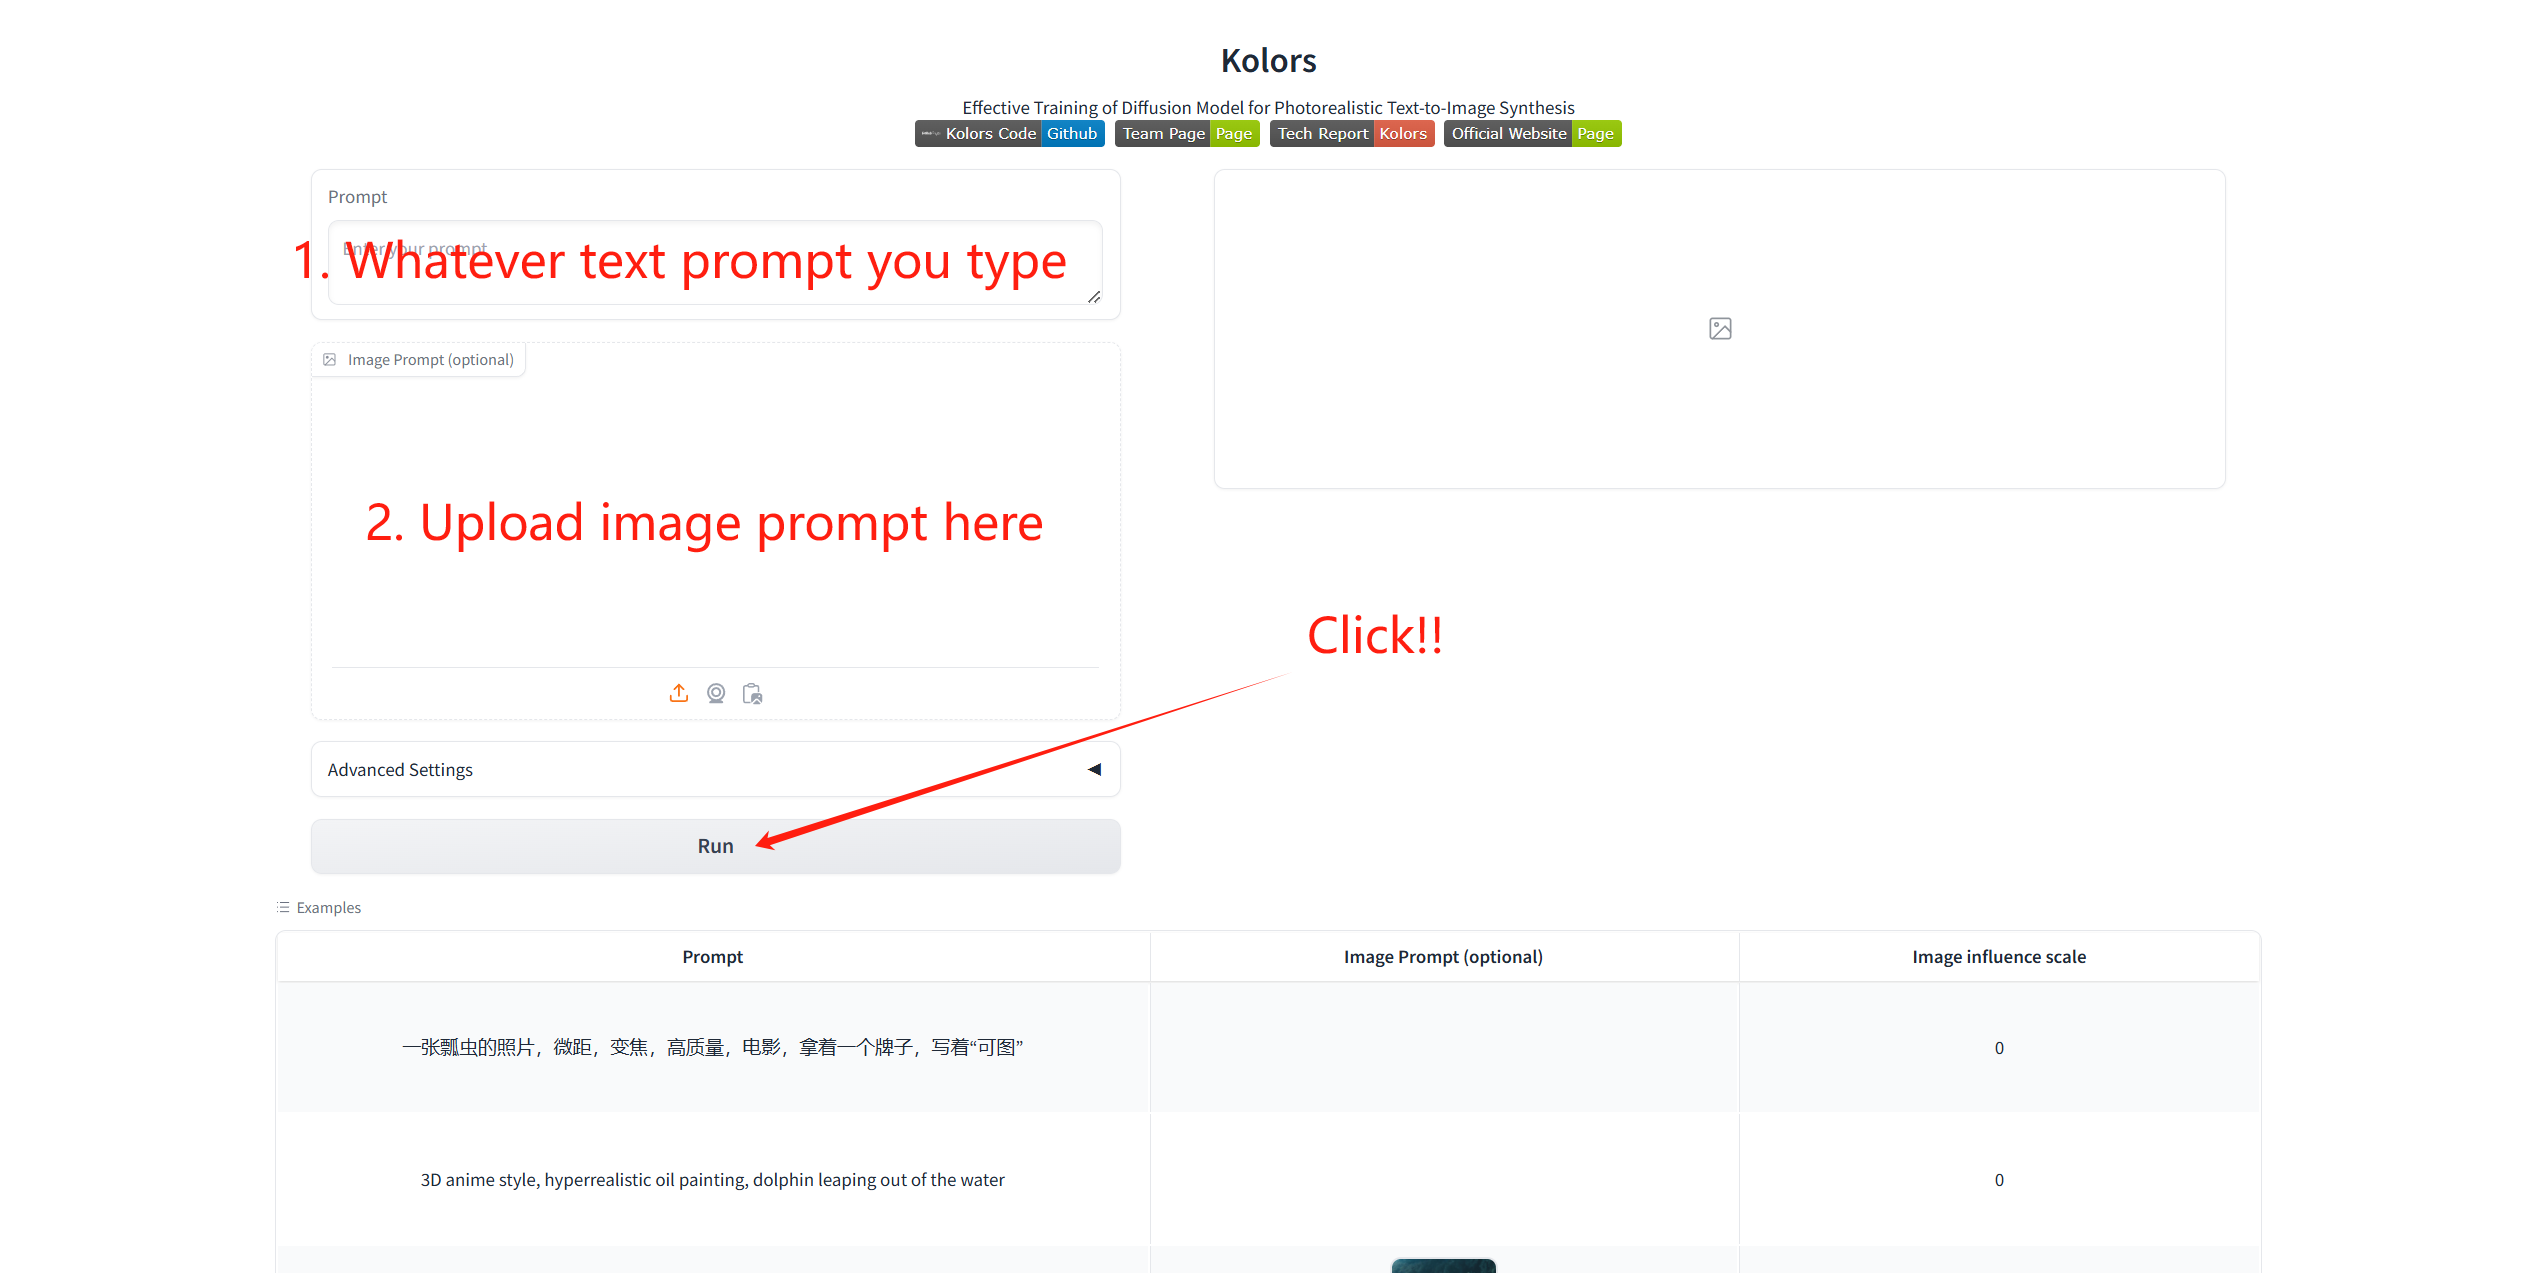 Kolors
Effective Training of Diffusion Model for Photorealistic Text-to-Image Synthesis
Kolors Code Github Team Page Page Tech Report Kolors Official Website Page
Prompt
Enter your prompt
1. Whatever text prompt you type
Image Prompt (optional)
2. Upload image prompt here
Click!!
Advanced Settings
Run
Examples
Prompt Image Prompt (optional) Image influence scale
一张瓢虫的照片，微距，变焦，高质量，电影，拿着一个牌子，写着“可图” 0
3D anime style, hyperrealistic oil painting, dolphin leaping out of the water 0